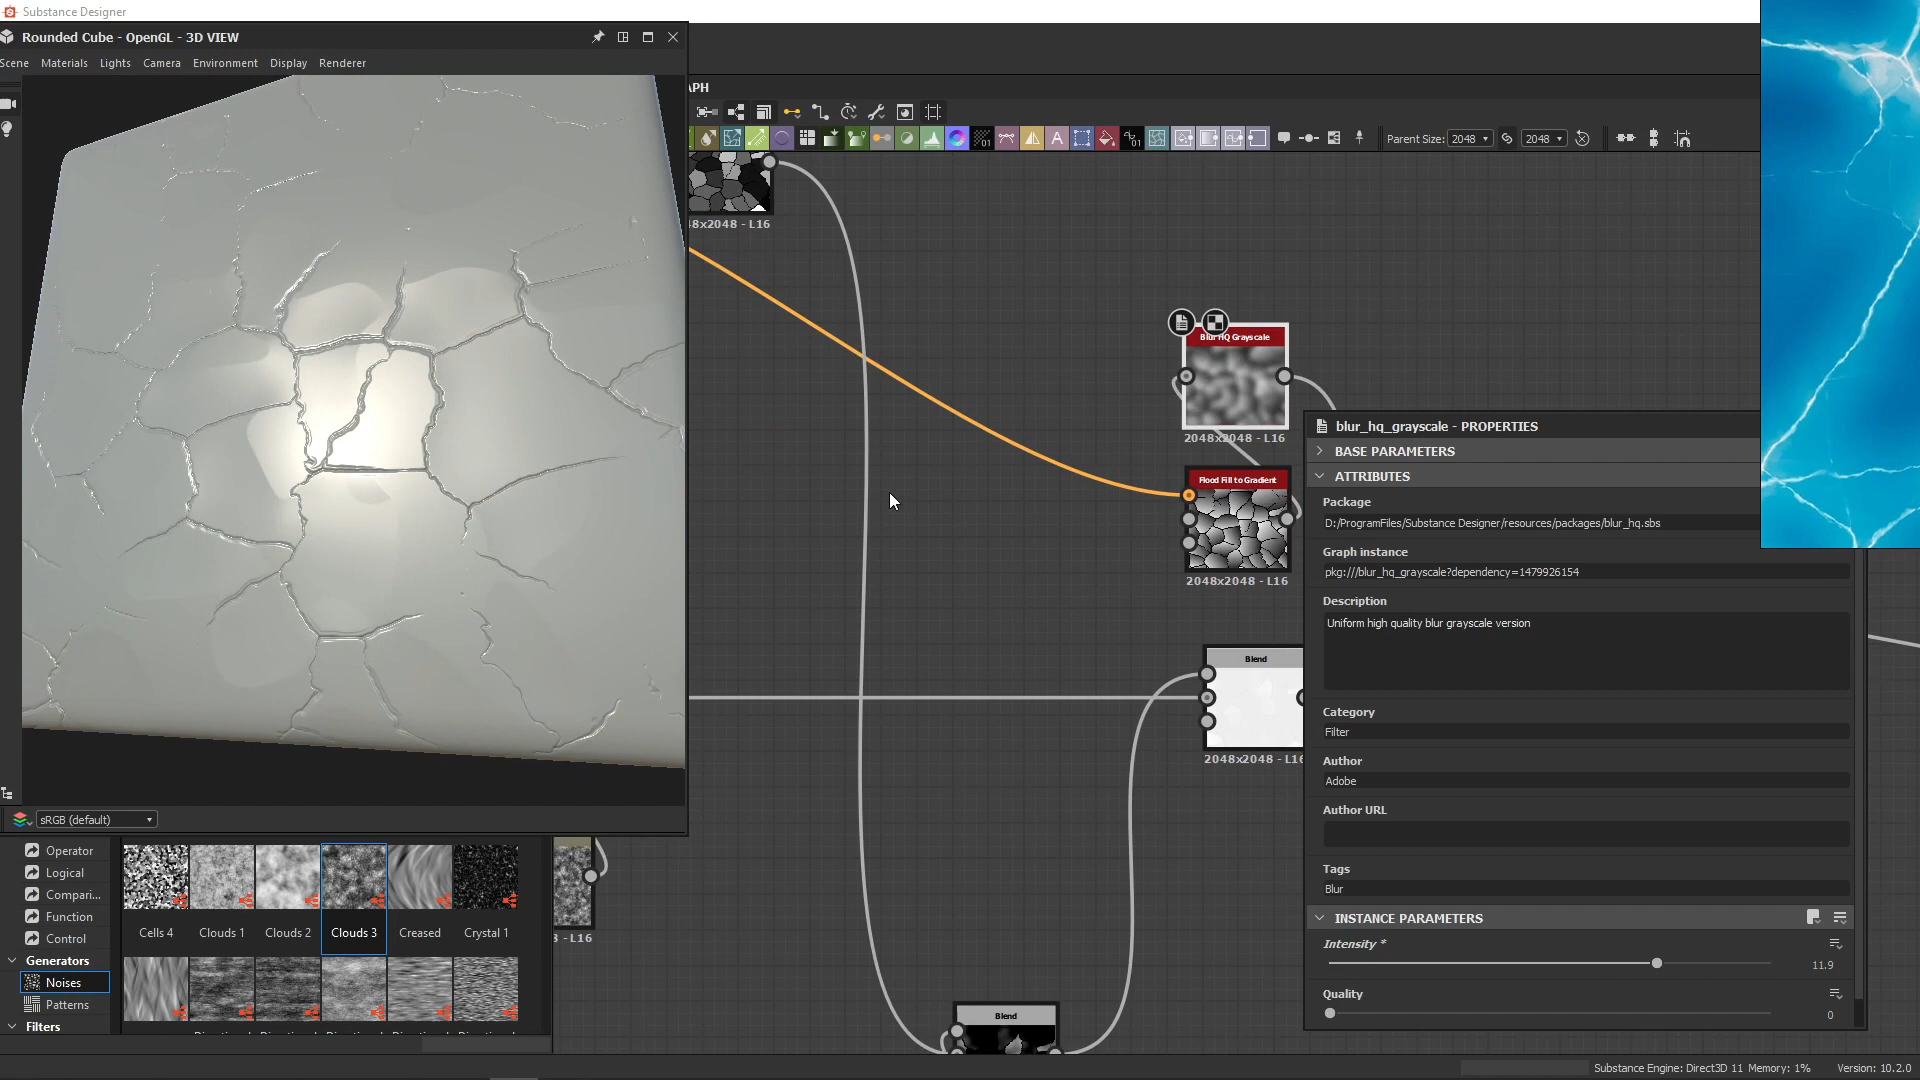 Substance Designer
Rounded Cube - OpenGL - 3D VIEW
Scene Materials Lights Camera Environment Display Renderer
APH
Parent Size: 2048 2048
48x2048 - L16
Blur HQ Grayscale
2048x2048 - L16
Flood Fill to Gradient
2048x2048 - L16
Blend
2048x2048 - L16
blur_hq_grayscale - PROPERTIES
BASE PARAMETERS
ATTRIBUTES
Package
D:/ProgramFiles/Substance Designer/resources/packages/blur_hq.sbs
Graph instance
pkg:///blur_hq_grayscale?dependency=1479926154
Description
Uniform high quality blur grayscale version
Category
Filter
Author
Adobe
Author URL
Tags
Blur
INSTANCE PARAMETERS
Intensity *
11.9
Quality
0
sRGB (default)
Operator
Logical
Compari...
Function
Control
Generators
Noises
Patterns
Filters
Cells 4 Clouds 1 Clouds 2 Clouds 3 Creased Crystal 1
8 - L16
Blend
Substance Engine: Direct3D 11 Memory: 1% Version: 10.2.0